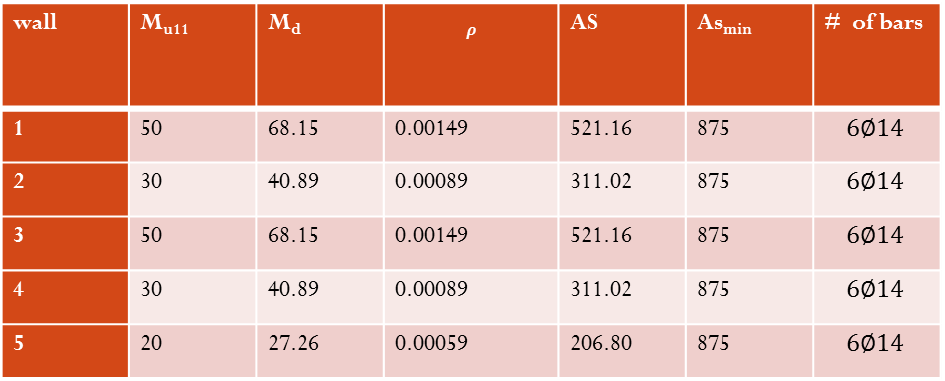 wall Mu11 Md ρ AS Asmin # of bars
1 50 68.15 0.00149 521.16 875 6Ø14
2 30 40.89 0.00089 311.02 875 6Ø14
3 50 68.15 0.00149 521.16 875 6Ø14
4 30 40.89 0.00089 311.02 875 6Ø14
5 20 27.26 0.00059 206.80 875 6Ø14